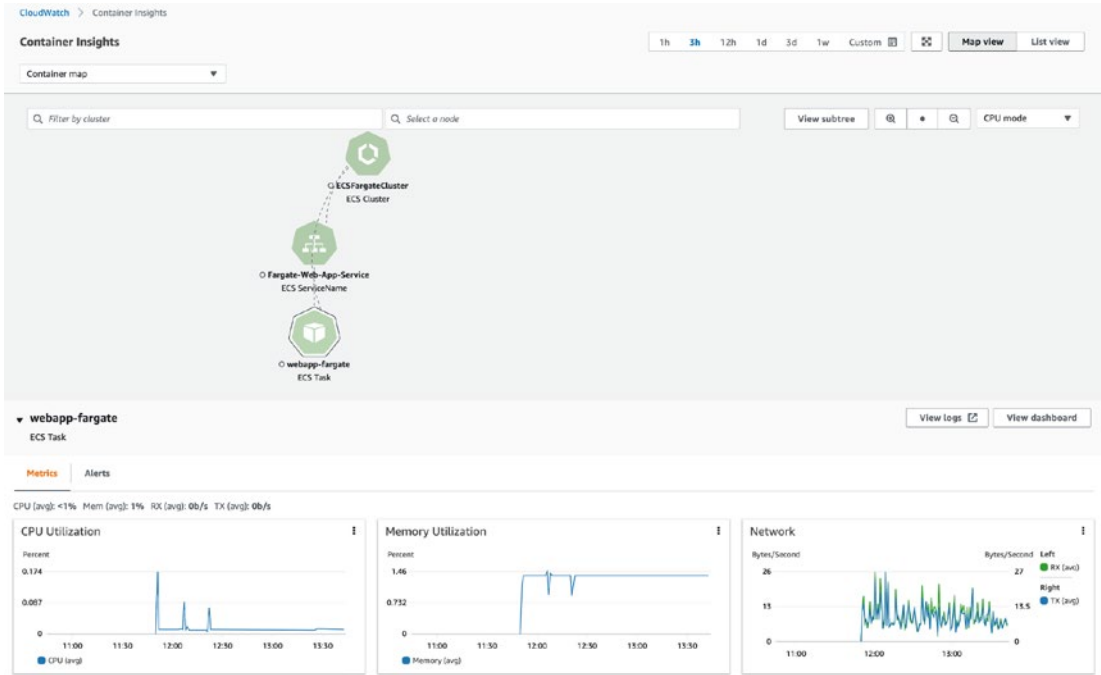 CloudWatch > Container Insights
Container Insights
1h 3h 12h 1d 3d 1w Custom Map view List view
Container map
Filter by cluster Select a node View subtree CPU mode
ECSFargateCluster
ECS Cluster
Fargate-Web-App-Service
ECS ServiceName
webapp-fargate
ECS Task
webapp-fargate View logs View dashboard
ECS Task
Metrics Alerts
CPU (avg): <1% Mem (avg): 1% RX (avg): 0b/s TX (avg): 0b/s
CPU Utilization
Percent
0.174
0.087
0
11:00 11:30 12:00 12:30 13:00 13:30
CPU (avg)
Memory Utilization
Percent
1.46
0.732
0
11:00 11:30 12:00 12:30 13:00 13:30
Memory (avg)
Network
Bytes/Second Bytes/Second Left
26 27 RX (avg)
Right
13 13.5 TX (avg)
0 0
11:00 12:00 13:00